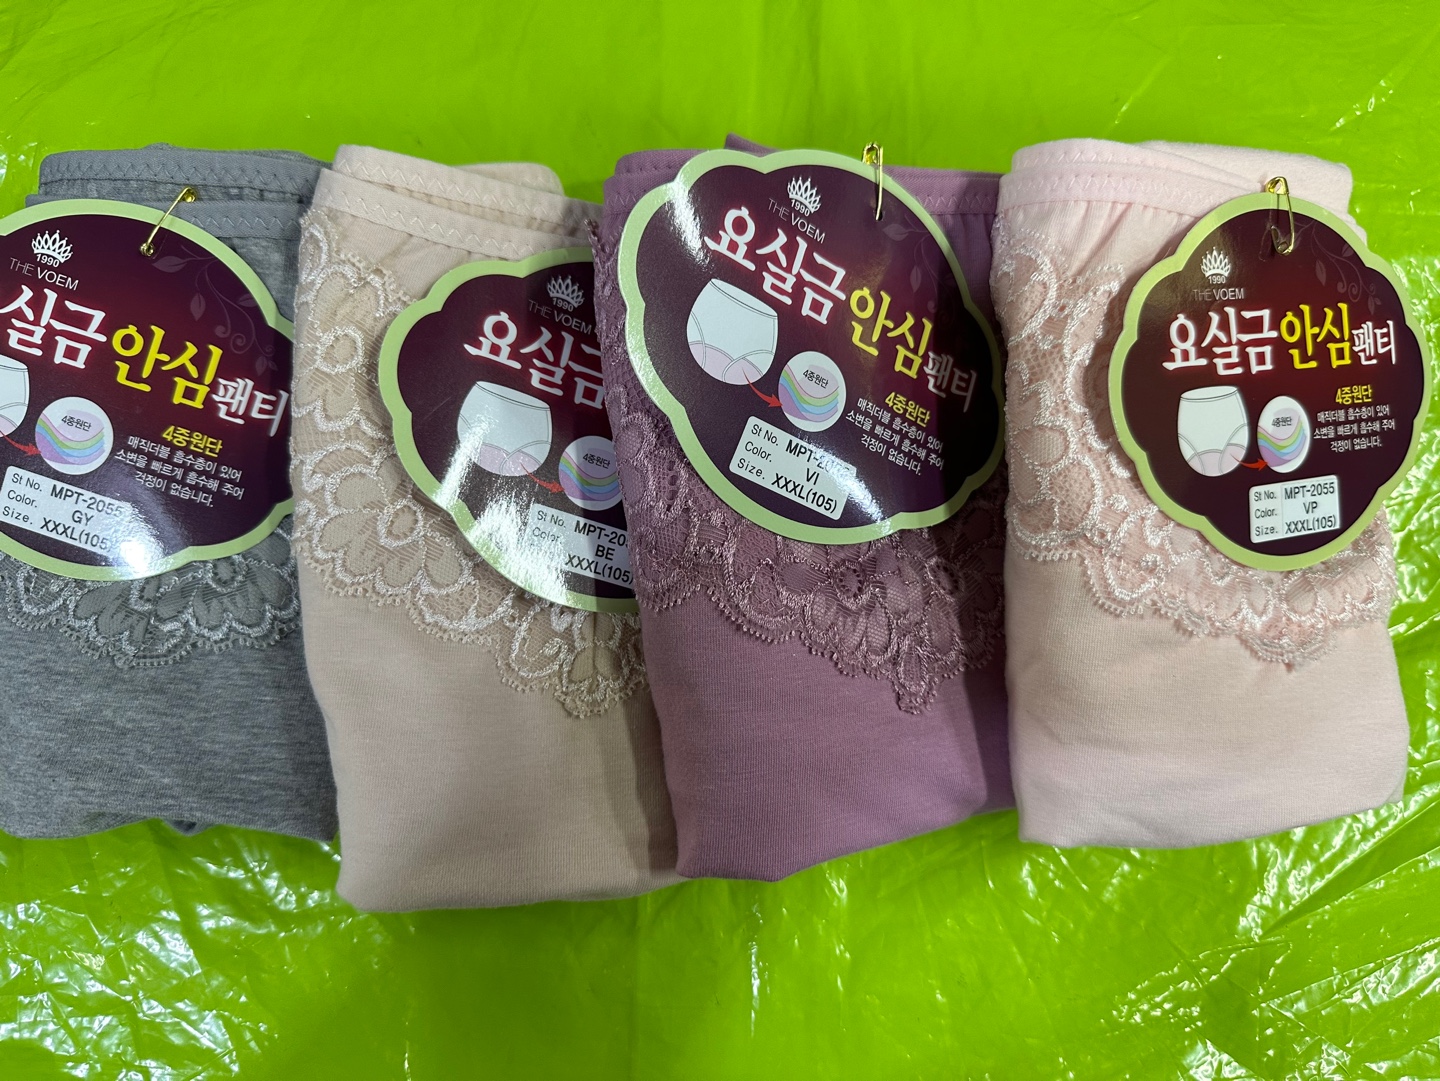 1990
THE VOEM
실금 안심팬티
4중원단
4중원단
매직더블 흡수층이 있어
소변을 빠르게 흡수해 주어
걱정이 없습니다.
St No. MPT-2055
Color. GY
Size. XXXL(105)
1990
THE VOEM
요실금
4중원단
St No. MPT-20
Color. BE
XXXL(105)
1990
THE VOEM
요실금 안심팬티
4중원단
4중원단
매직더블 흡수층이 있어
소변을 빠르게 흡수해 주어
걱정이 없습니다.
St No. MPT-20
Color. VI
Size. XXXL(105)
1990
THE VOEM
요실금 안심팬티
4중원단
4중원단
매직더블 흡수층이 있어
소변을 빠르게 흡수해 주어
걱정이 없습니다.
St No. MPT-2055
Color. VP
Size. XXXL(105)